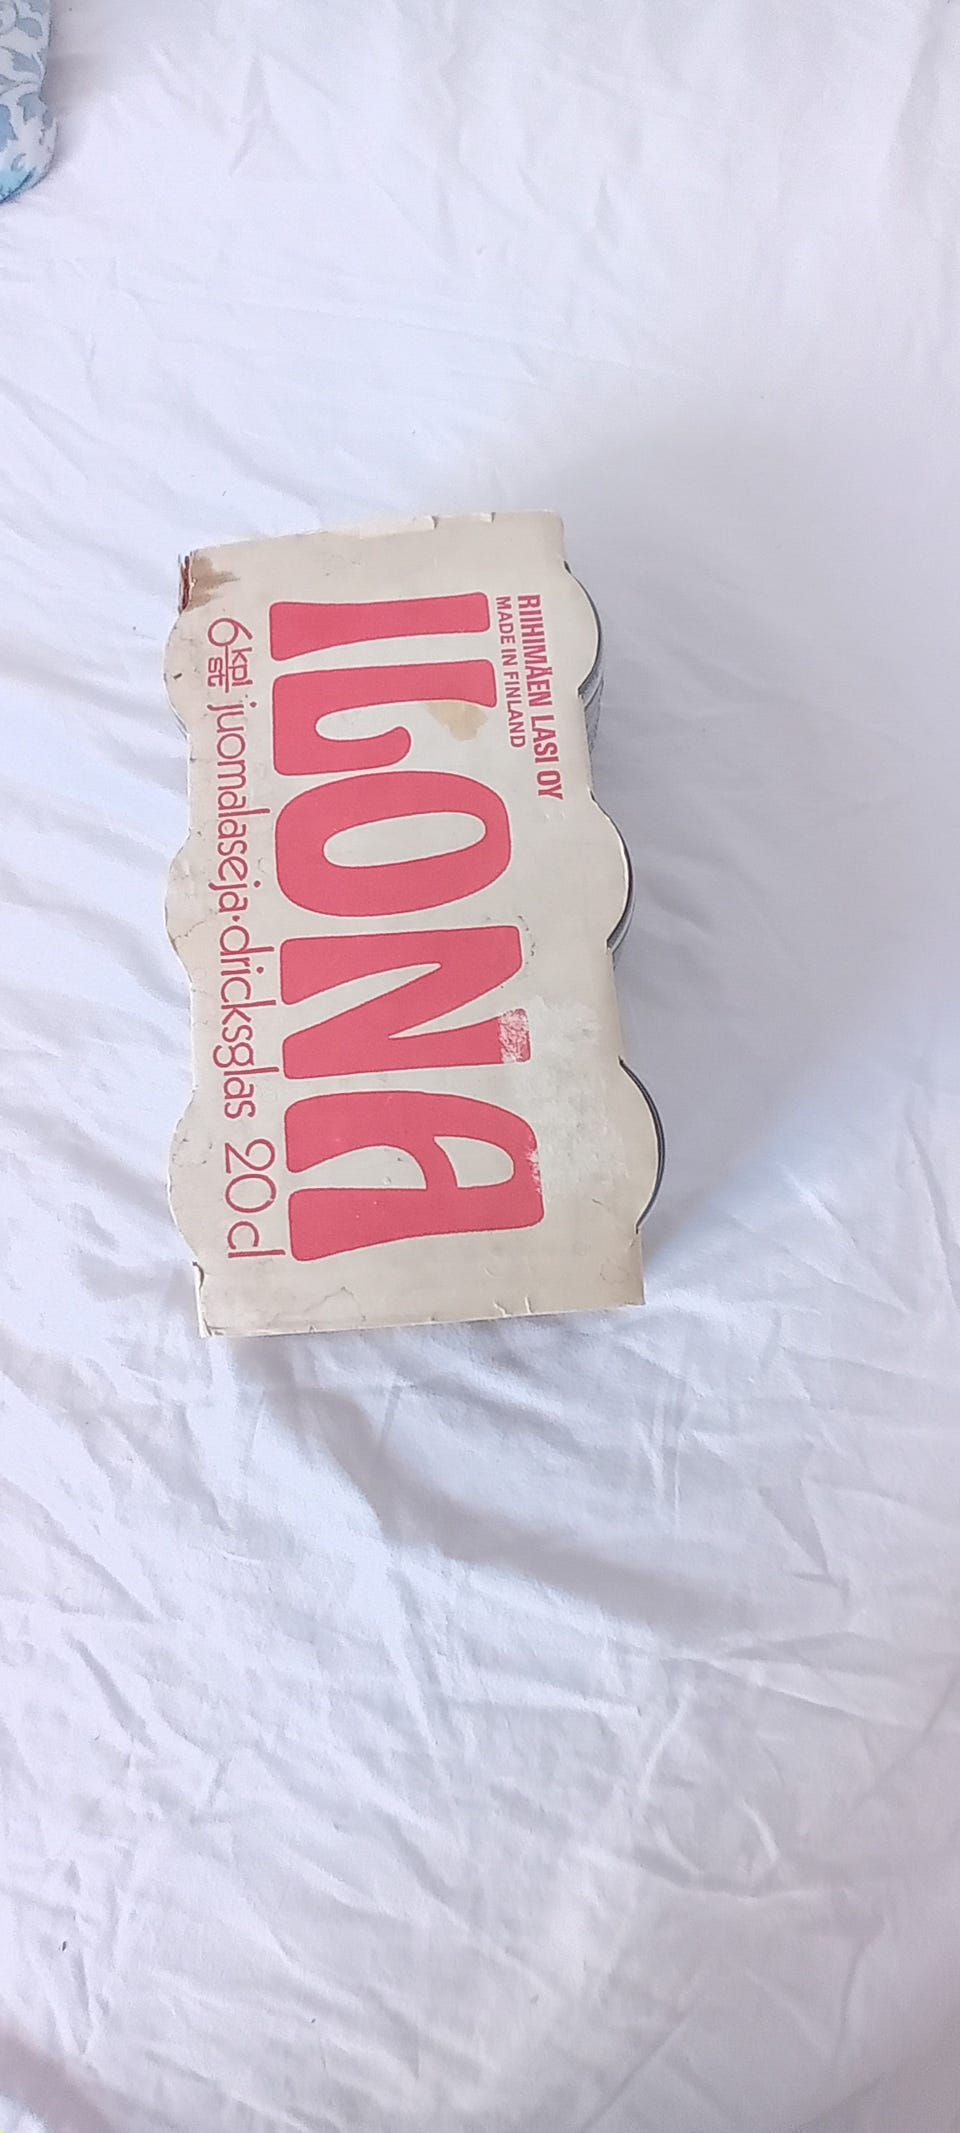 RIIHIMÄEN LASI OY
MADE IN FINLAND
ILONA
6 kpl/st juomalaseja·dricksglas 20 cl